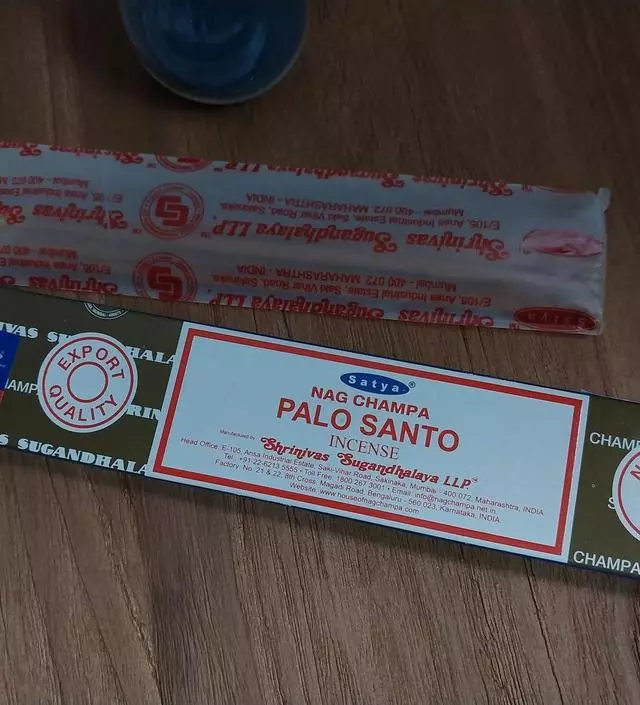 Shrinivas Sugandhalaya LLP™
E/105, Ansa Industrial Estate, Saki Vihar Road, Sakinaka,
Mumbai - 400 072 MAHARASHTRA - INDIA
Shrinivas Sugandhalaya LLP™
E/105, Ansa Industrial Estate, Saki Vihar Road, Sakinaka,
Mumbai - 400 072 MAHARASHTRA - INDIA
Satya
EXPORT
QUALITY
SUGANDHALA
Satya®
NAG CHAMPA
PALO SANTO
INCENSE
Manufactured by
Shrinivas Sugandhalaya LLP™
Head Office: E-105, Ansa Industrial Estate, Saki-Vihar Road, Sakinaka, Mumbai - 400 072, Maharashtra, INDIA
Tel.: +91-22-6213 5555 • Toll Free: 1800 267 3001 • Email: info@nagchampa.net.in
Factory: No. 21 & 22, 8th Cross, Magadi Road, Bengaluru - 560 023, Karnataka, INDIA
Website: www.houseofnagchampa.com
CHAMPA